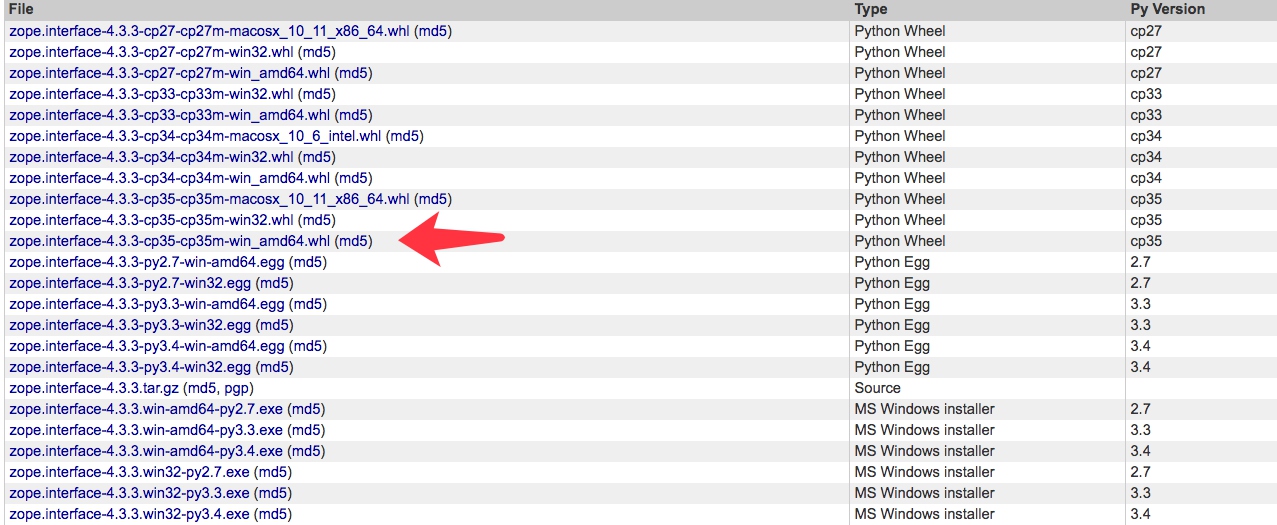 File Type Py Version
zope.interface-4.3.3-cp27-cp27m-macosx_10_11_x86_64.whl (md5) Python Wheel cp27
zope.interface-4.3.3-cp27-cp27m-win32.whl (md5) Python Wheel cp27
zope.interface-4.3.3-cp27-cp27m-win_amd64.whl (md5) Python Wheel cp27
zope.interface-4.3.3-cp33-cp33m-win32.whl (md5) Python Wheel cp33
zope.interface-4.3.3-cp33-cp33m-win_amd64.whl (md5) Python Wheel cp33
zope.interface-4.3.3-cp34-cp34m-macosx_10_6_intel.whl (md5) Python Wheel cp34
zope.interface-4.3.3-cp34-cp34m-win32.whl (md5) Python Wheel cp34
zope.interface-4.3.3-cp34-cp34m-win_amd64.whl (md5) Python Wheel cp34
zope.interface-4.3.3-cp35-cp35m-macosx_10_11_x86_64.whl (md5) Python Wheel cp35
zope.interface-4.3.3-cp35-cp35m-win32.whl (md5) Python Wheel cp35
zope.interface-4.3.3-cp35-cp35m-win_amd64.whl (md5) Python Wheel cp35
zope.interface-4.3.3-py2.7-win-amd64.egg (md5) Python Egg 2.7
zope.interface-4.3.3-py2.7-win32.egg (md5) Python Egg 2.7
zope.interface-4.3.3-py3.3-win-amd64.egg (md5) Python Egg 3.3
zope.interface-4.3.3-py3.3-win32.egg (md5) Python Egg 3.3
zope.interface-4.3.3-py3.4-win-amd64.egg (md5) Python Egg 3.4
zope.interface-4.3.3-py3.4-win32.egg (md5) Python Egg 3.4
zope.interface-4.3.3.tar.gz (md5, pgp) Source
zope.interface-4.3.3.win-amd64-py2.7.exe (md5) MS Windows installer 2.7
zope.interface-4.3.3.win-amd64-py3.3.exe (md5) MS Windows installer 3.3
zope.interface-4.3.3.win-amd64-py3.4.exe (md5) MS Windows installer 3.4
zope.interface-4.3.3.win32-py2.7.exe (md5) MS Windows installer 2.7
zope.interface-4.3.3.win32-py3.3.exe (md5) MS Windows installer 3.3
zope.interface-4.3.3.win32-py3.4.exe (md5) MS Windows installer 3.4